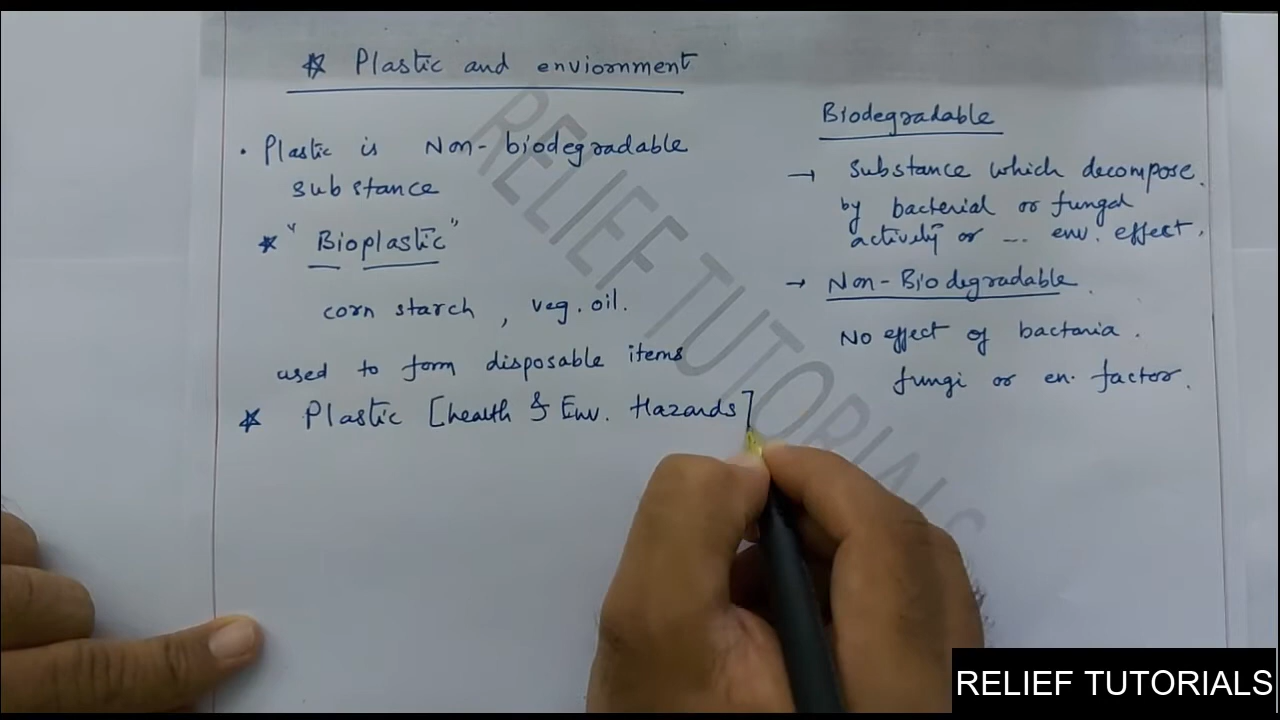 ☆ Plastic and enviornment
• Plastic is Non-biodegradable
substance
☆ "Bioplastic"
corn starch, veg. oil.
used to form disposable items
☆ Plastic [health & Env. Hazards]
Biodegradable
→ substance which decompose.
by bacterial or fungal
activity or ... env. effect.
→ Non-Biodegradable.
No effect of bacteria.
fungi or en. factor.
RELIEF TUTORIALS
RELIEF TUTORIALS